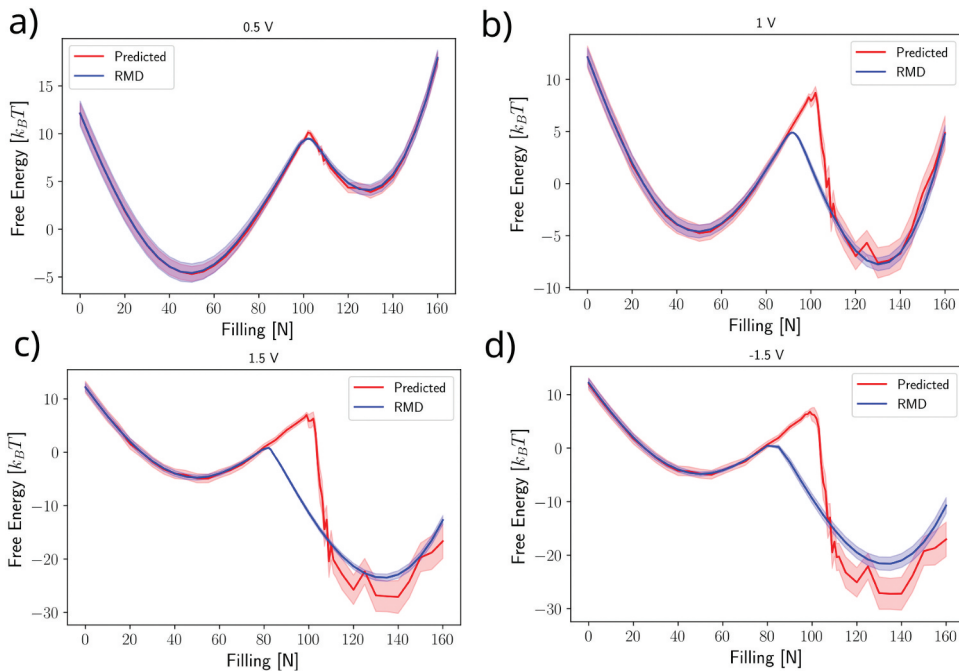 a)
0.5 V
Predicted
RMD
Free Energy [k_BT]
15
10
5
0
−5
0 20 40 60 80 100 120 140 160
Filling [N]
b)
1 V
Predicted
RMD
Free Energy [k_BT]
10
5
0
−5
−10
0 20 40 60 80 100 120 140 160
Filling [N]
c)
1.5 V
Predicted
RMD
Free Energy [k_BT]
10
0
−10
−20
−30
0 20 40 60 80 100 120 140 160
Filling [N]
d)
-1.5 V
Predicted
RMD
Free Energy [k_BT]
10
0
−10
−20
−30
0 20 40 60 80 100 120 140 160
Filling [N]